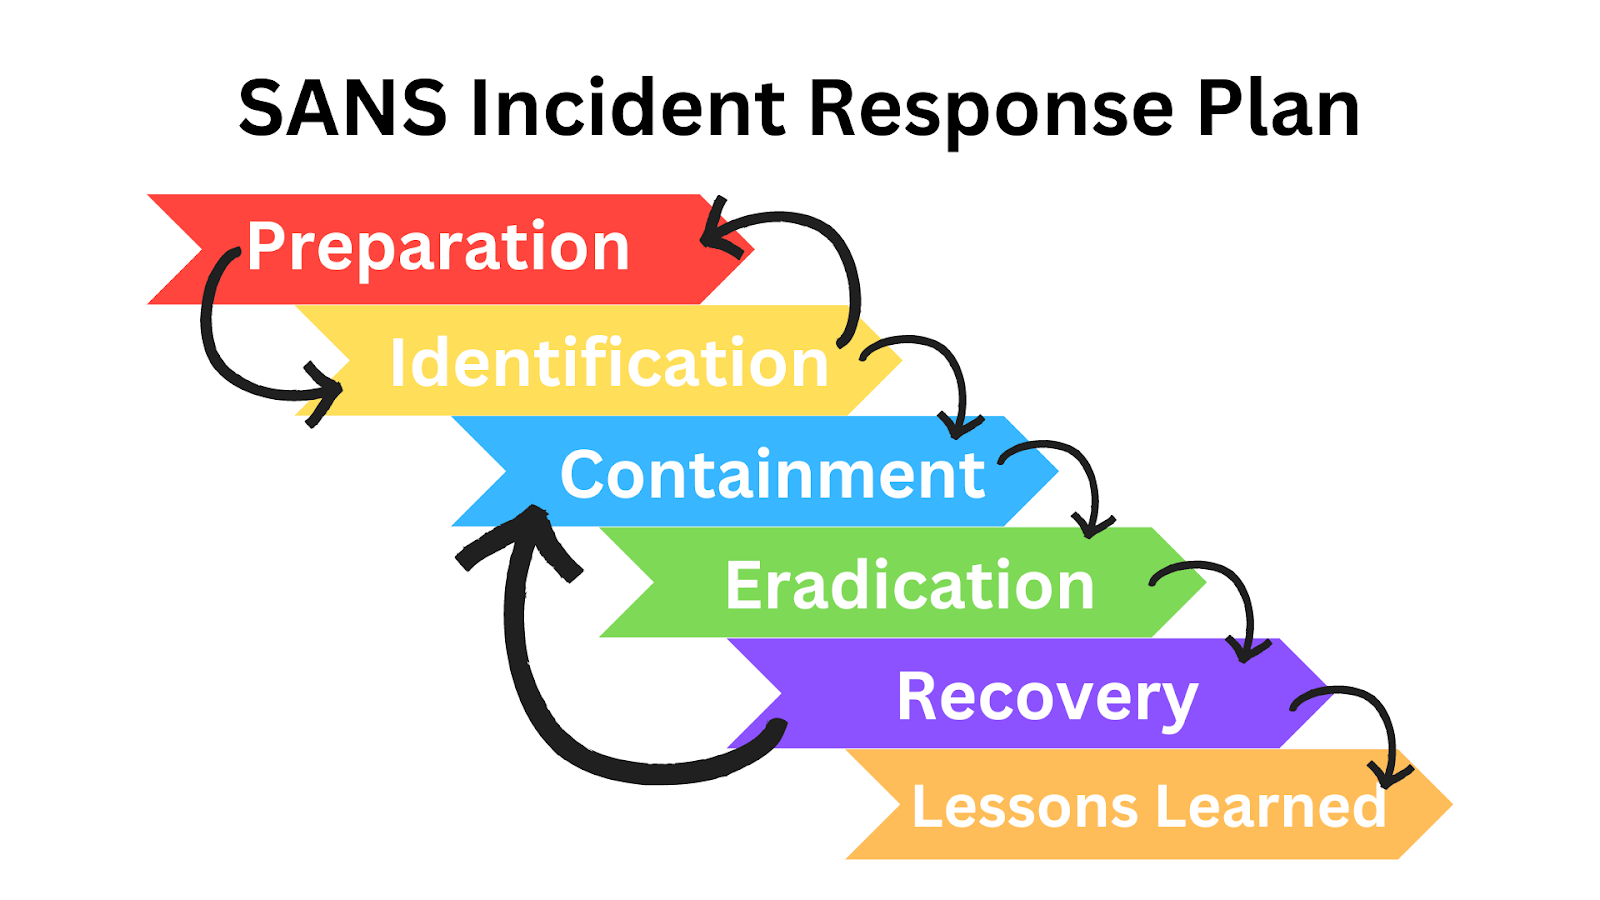 SANS Incident Response Plan
Preparation
Identification
Containment
Eradication
Recovery
Lessons Learned